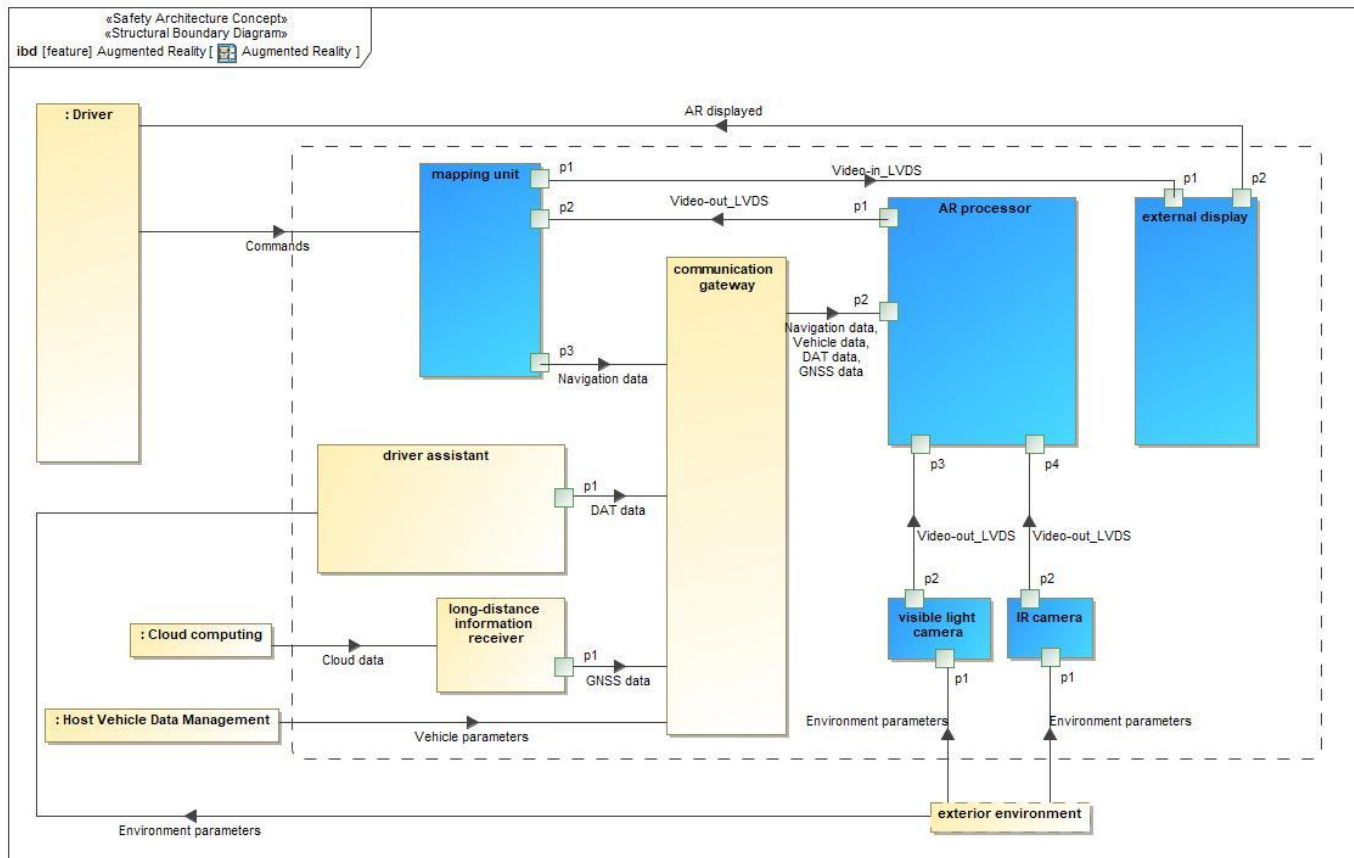 «Safety Architecture Concept»
«Structural Boundary Diagram»
ibd [feature] Augmented Reality [ Augmented Reality ]
: Driver
AR displayed
mapping unit
p1
Video-in_LVDS
p1
p2
p2
Video-out_LVDS
p1
AR processor
external display
Commands
communication
gateway
p2
Navigation data,
Vehicle data,
DAT data,
GNSS data
p3
Navigation data
driver assistant
p1
DAT data
p3
p4
Video-out_LVDS
Video-out_LVDS
p2
p2
long-distance
information
receiver
visible light
camera
IR camera
: Cloud computing
Cloud data
p1
GNSS data
p1
p1
: Host Vehicle Data Management
Vehicle parameters
Environment parameters
Environment parameters
exterior environment
Environment parameters